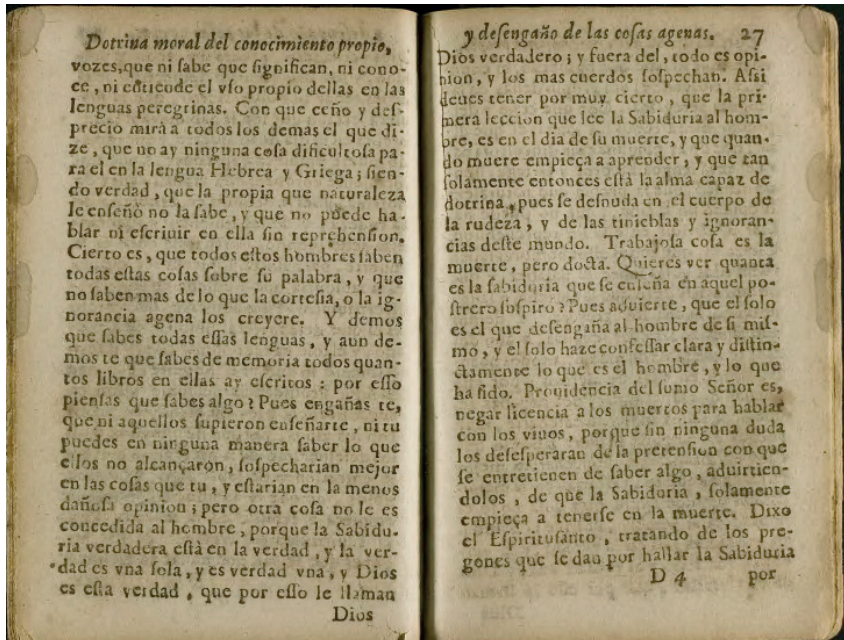 Dotrina moral del conocimiento propio,
vozes, que ni ſabe que ſignifican, ni cono-
ce, ni entiende el vſo propio dellas en las
lenguas peregrinas. Con que ceño y deſ-
precio mira a todos los demas el que di-
ze, que no ay ninguna coſa dificultoſa pa-
ra el en la lengua Hebrea y Griega; ſien-
do verdad, que la propia que naturaleza
le enſeñò no la ſabe, y que no puede ha-
blar ni eſcriuir en ella ſin reprehenſion.
Cierto es, que todos eſtos hombres ſaben
todas eſtas coſas ſobre ſu palabra, y que
no ſaben mas de lo que la corteſia, o la ig-
norancia agena los creyere. Y demos
que ſabes todas eſſas lenguas, y aun de-
mos te que ſabes de memoria todos quan-
tos libros en ellas ay eſcritos: por eſſo
pienſas que ſabes algo? Pues engañas te,
que ni aquellos ſupieron enſeñarte, ni tu
puedes en ninguna manera ſaber lo que
ellos no alcançaron, ſoſpecharian mejor
en las coſas que tu, y eſtarian en la menos
dañoſa opinion; pero otra coſa no le es
concedida al hombre, porque la Sabidu-
ria verdadera eſtà en la verdad, y la ver-
dad es vna ſola, y es verdad vna, y Dios
es eſta verdad, que por eſſo le llaman
Dios
y deſengaño de las coſas agenas. 27
Dios verdadero; y fuera del, todo es opi-
nion, y los mas cuerdos ſoſpechan. Aſsi
deues tener por muy cierto, que la pri-
mera leccion que lee la Sabiduria al hom-
bre, es en el dia de ſu muerte, y que quan-
do muere empieça a aprender, y que tan
ſolamente entonces eſtà la alma capaz de
dotrina, pues ſe deſnuda en el cuerpo de
la rudeza, y de las tinieblas y ignoran-
cias deſte mundo. Trabajoſa coſa es la
muerte, pero docta. Quieres ver quanta
es la ſabiduria que ſe enſeña en aquel po-
ſtrero ſoſpiro? Pues aduierte, que el ſolo
es el que deſengaña al hombre de ſi miſ-
mo, y el ſolo haze confeſſar clara y diſtin-
ctamente lo que es el hombre, y lo que
ha ſido. Prouidencia del ſumo Señor es,
negar licencia a los muertos para hablar
con los viuos, porque ſin ninguna duda
los deſeſperaran de la pretenſion con que
ſe entretienen de ſaber algo, aduirtien-
dolos, de que la Sabiduria, ſolamente
empieça a tenerſe en la muerte. Dixo
el Eſpirituſanto, tratando de los pre-
gones que ſe dan por hallar la Sabiduria
D 4 por